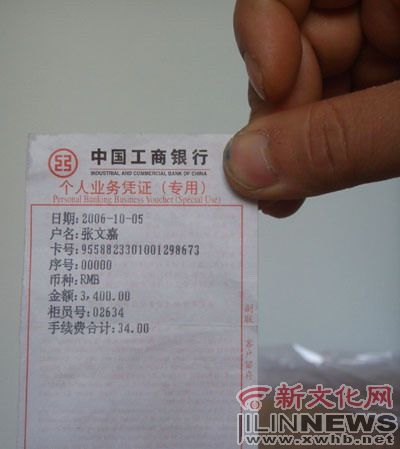 中国工商银行
INDUSTRIAL AND COMMERCIAL BANK OF CHINA
个人业务凭证（专用）
Personal Banking Business Voucher (Special Use)
日期:2006-10-05
户名:张文嘉
卡号:9558823301001298673
序号:00000
币种:RMB
金额:3,400.00
柜员号:02634
手续费合计:34.00
客户留存
新文化网
JILINNEWS
www.xwhb.net